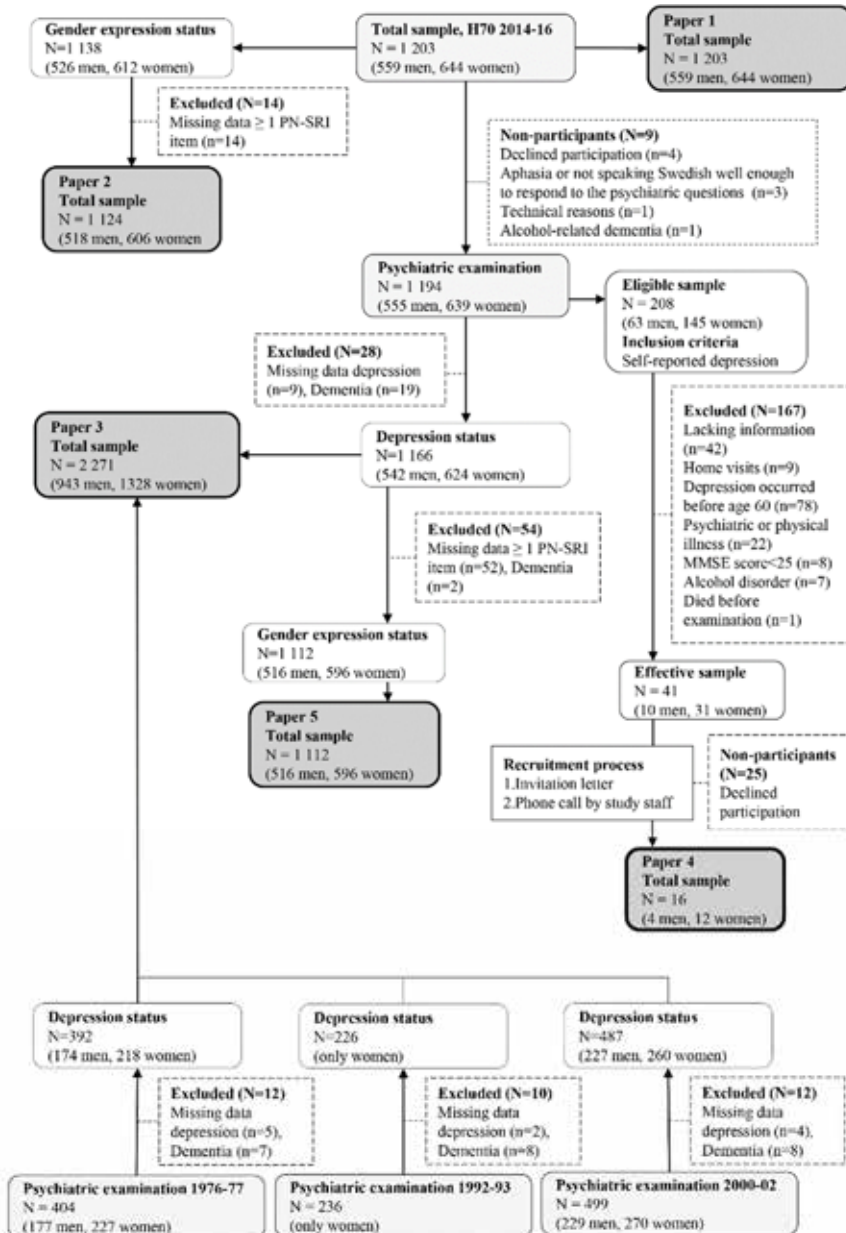 Gender expression status
N=1 138
(526 men, 612 women)
Total sample, H70 2014-16
N = 1 203
(559 men, 644 women)
Paper 1
Total sample
N = 1 203
(559 men, 644 women)
Excluded (N=14)
Missing data ≥ 1 PN-SRI
item (n=14)
Paper 2
Total sample
N = 1 124
(518 men, 606 women
Non-participants (N=9)
Declined participation (n=4)
Aphasia or not speaking Swedish well enough
to respond to the psychiatric questions (n=3)
Technical reasons (n=1)
Alcohol-related dementia (n=1)
Psychiatric examination
N = 1 194
(555 men, 639 women)
Eligible sample
N = 208
(63 men, 145 women)
Inclusion criteria
Self-reported depression
Excluded (N=28)
Missing data depression
(n=9), Dementia (n=19)
Paper 3
Total sample
N = 2 271
(943 men, 1328 women)
Depression status
N=1 166
(542 men, 624 women)
Excluded (N=167)
Lacking information
(n=42)
Home visits (n=9)
Depression occurred
before age 60 (n=78)
Psychiatric or physical
illness (n=22)
MMSE score<25 (n=8)
Alcohol disorder (n=7)
Died before
examination (n=1)
Excluded (N=54)
Missing data ≥ 1 PN-SRI
item (n=52), Dementia
(n=2)
Gender expression status
N=1 112
(516 men, 596 women)
Paper 5
Total sample
N = 1 112
(516 men, 596 women)
Effective sample
N = 41
(10 men, 31 women)
Recruitment process
1.Invitation letter
2.Phone call by study staff
Non-participants
(N=25)
Declined
participation
Paper 4
Total sample
N = 16
(4 men, 12 women)
Depression status
N=392
(174 men, 218 women)
Depression status
N=226
(only women)
Depression status
N=487
(227 men, 260 women)
Excluded (N=12)
Missing data
depression (n=5),
Dementia (n=7)
Excluded (N=10)
Missing data
depression (n=2),
Dementia (n=8)
Excluded (N=12)
Missing data
depression (n=4),
Dementia (n=8)
Psychiatric examination 1976-77
N = 404
(177 men, 227 women)
Psychiatric examination 1992-93
N = 236
(only women)
Psychiatric examination 2000-02
N = 499
(229 men, 270 women)